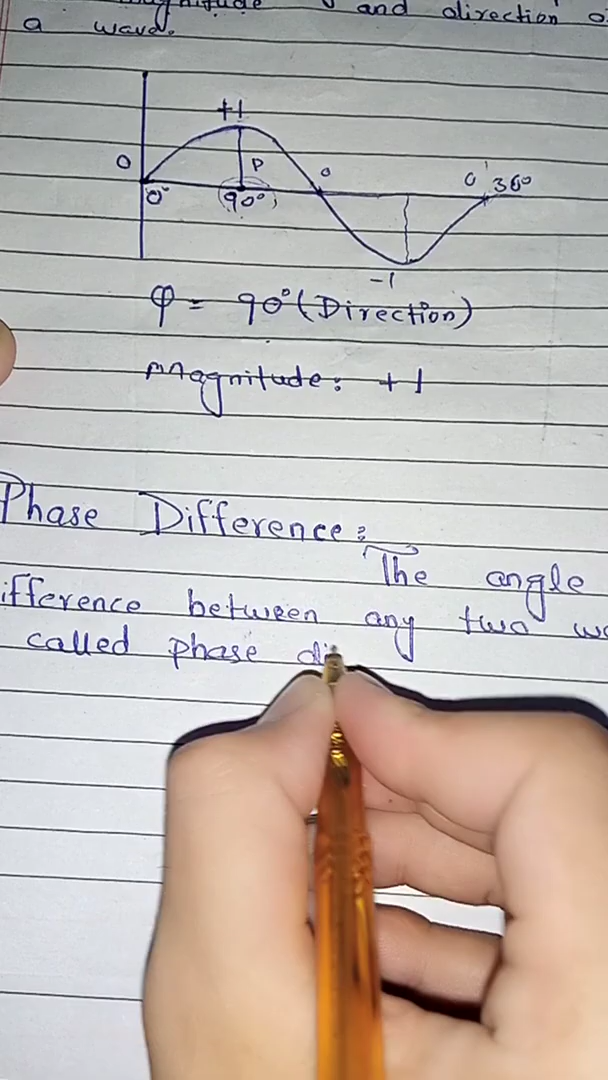 and direction
a wave.
+1
0 P 0 0 360°
0° (90°)
-1
φ = 90° (Direction)
Magnitude: +1
Phase Difference:
The angle
ifference between any two
called phase di